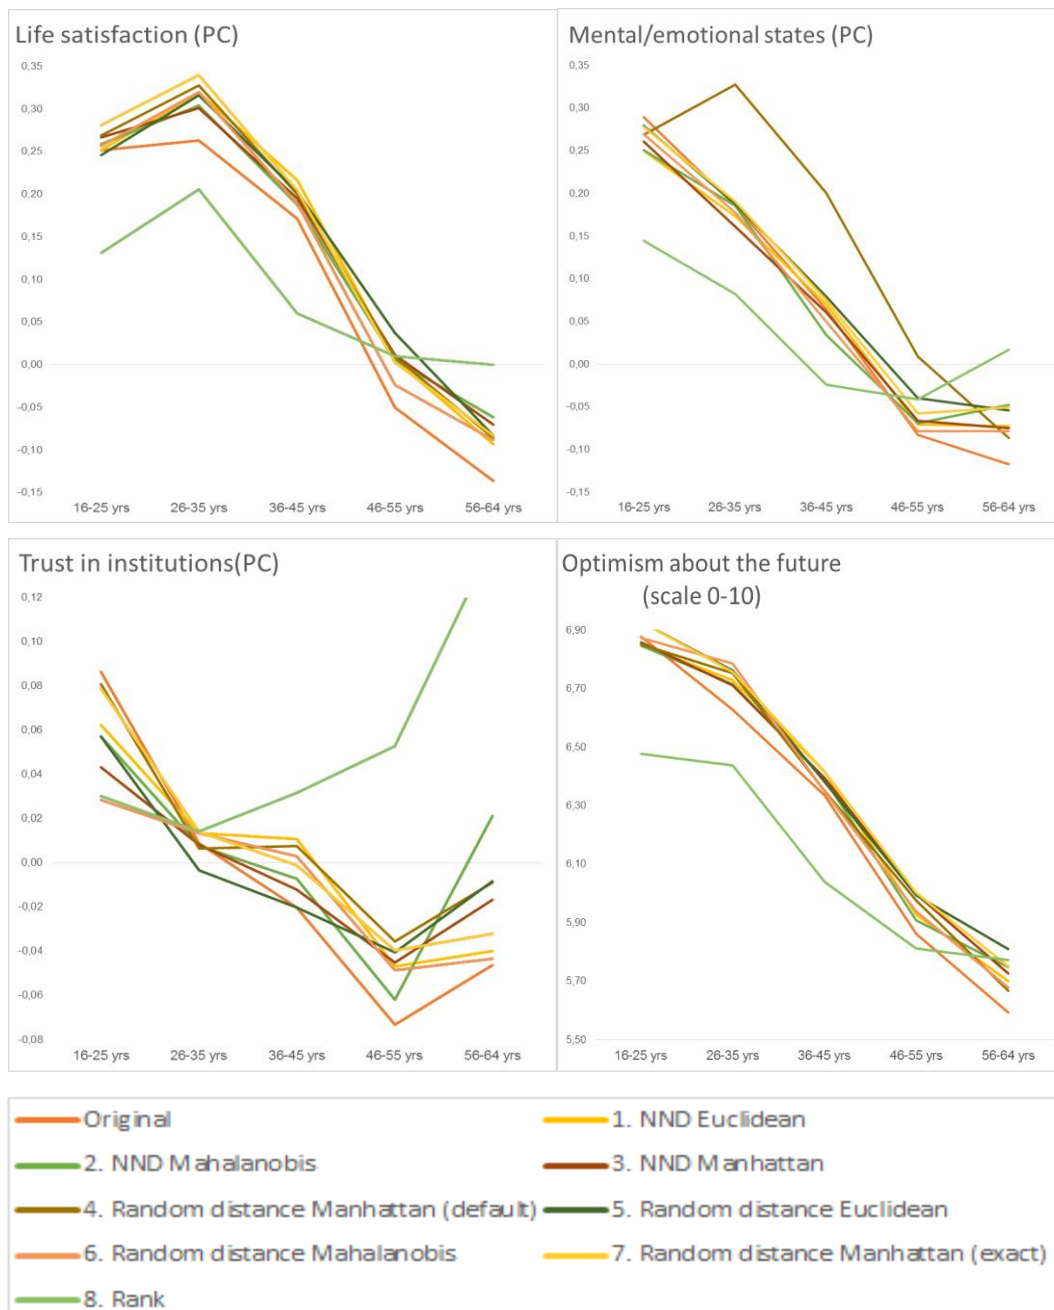 Life satisfaction (PC)
0,35
0,30
0,25
0,20
0,15
0,10
0,05
0,00
-0,05
-0,10
-0,15
16-25 yrs 26-35 yrs 36-45 yrs 46-55 yrs 56-64 yrs
Mental/emotional states (PC)
0,35
0,30
0,25
0,20
0,15
0,10
0,05
0,00
-0,05
-0,10
-0,15
16-25 yrs 26-35 yrs 36-45 yrs 46-55 yrs 56-64 yrs
Trust in institutions(PC)
0,12
0,10
0,08
0,06
0,04
0,02
0,00
-0,02
-0,04
-0,06
-0,08
16-25 yrs 26-35 yrs 36-45 yrs 46-55 yrs 56-64 yrs
Optimism about the future
(scale 0-10)
6,90
6,70
6,50
6,30
6,10
5,90
5,70
5,50
16-25 yrs 26-35 yrs 36-45 yrs 46-55 yrs 56-64 yrs
Original
1. NND Euclidean
2. NND Mahalanobis
3. NND Manhattan
4. Random distance Manhattan (default)
5. Random distance Euclidean
6. Random distance Mahalanobis
7. Random distance Manhattan (exact)
8. Rank